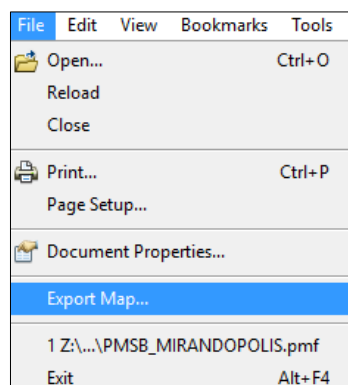 File Edit View Bookmarks Tools
Open... Ctrl+O
Reload
Close
Print... Ctrl+P
Page Setup...
Document Properties...
Export Map...
1 Z:\...\PMSB_MIRANDOPOLIS.pmf
Exit Alt+F4